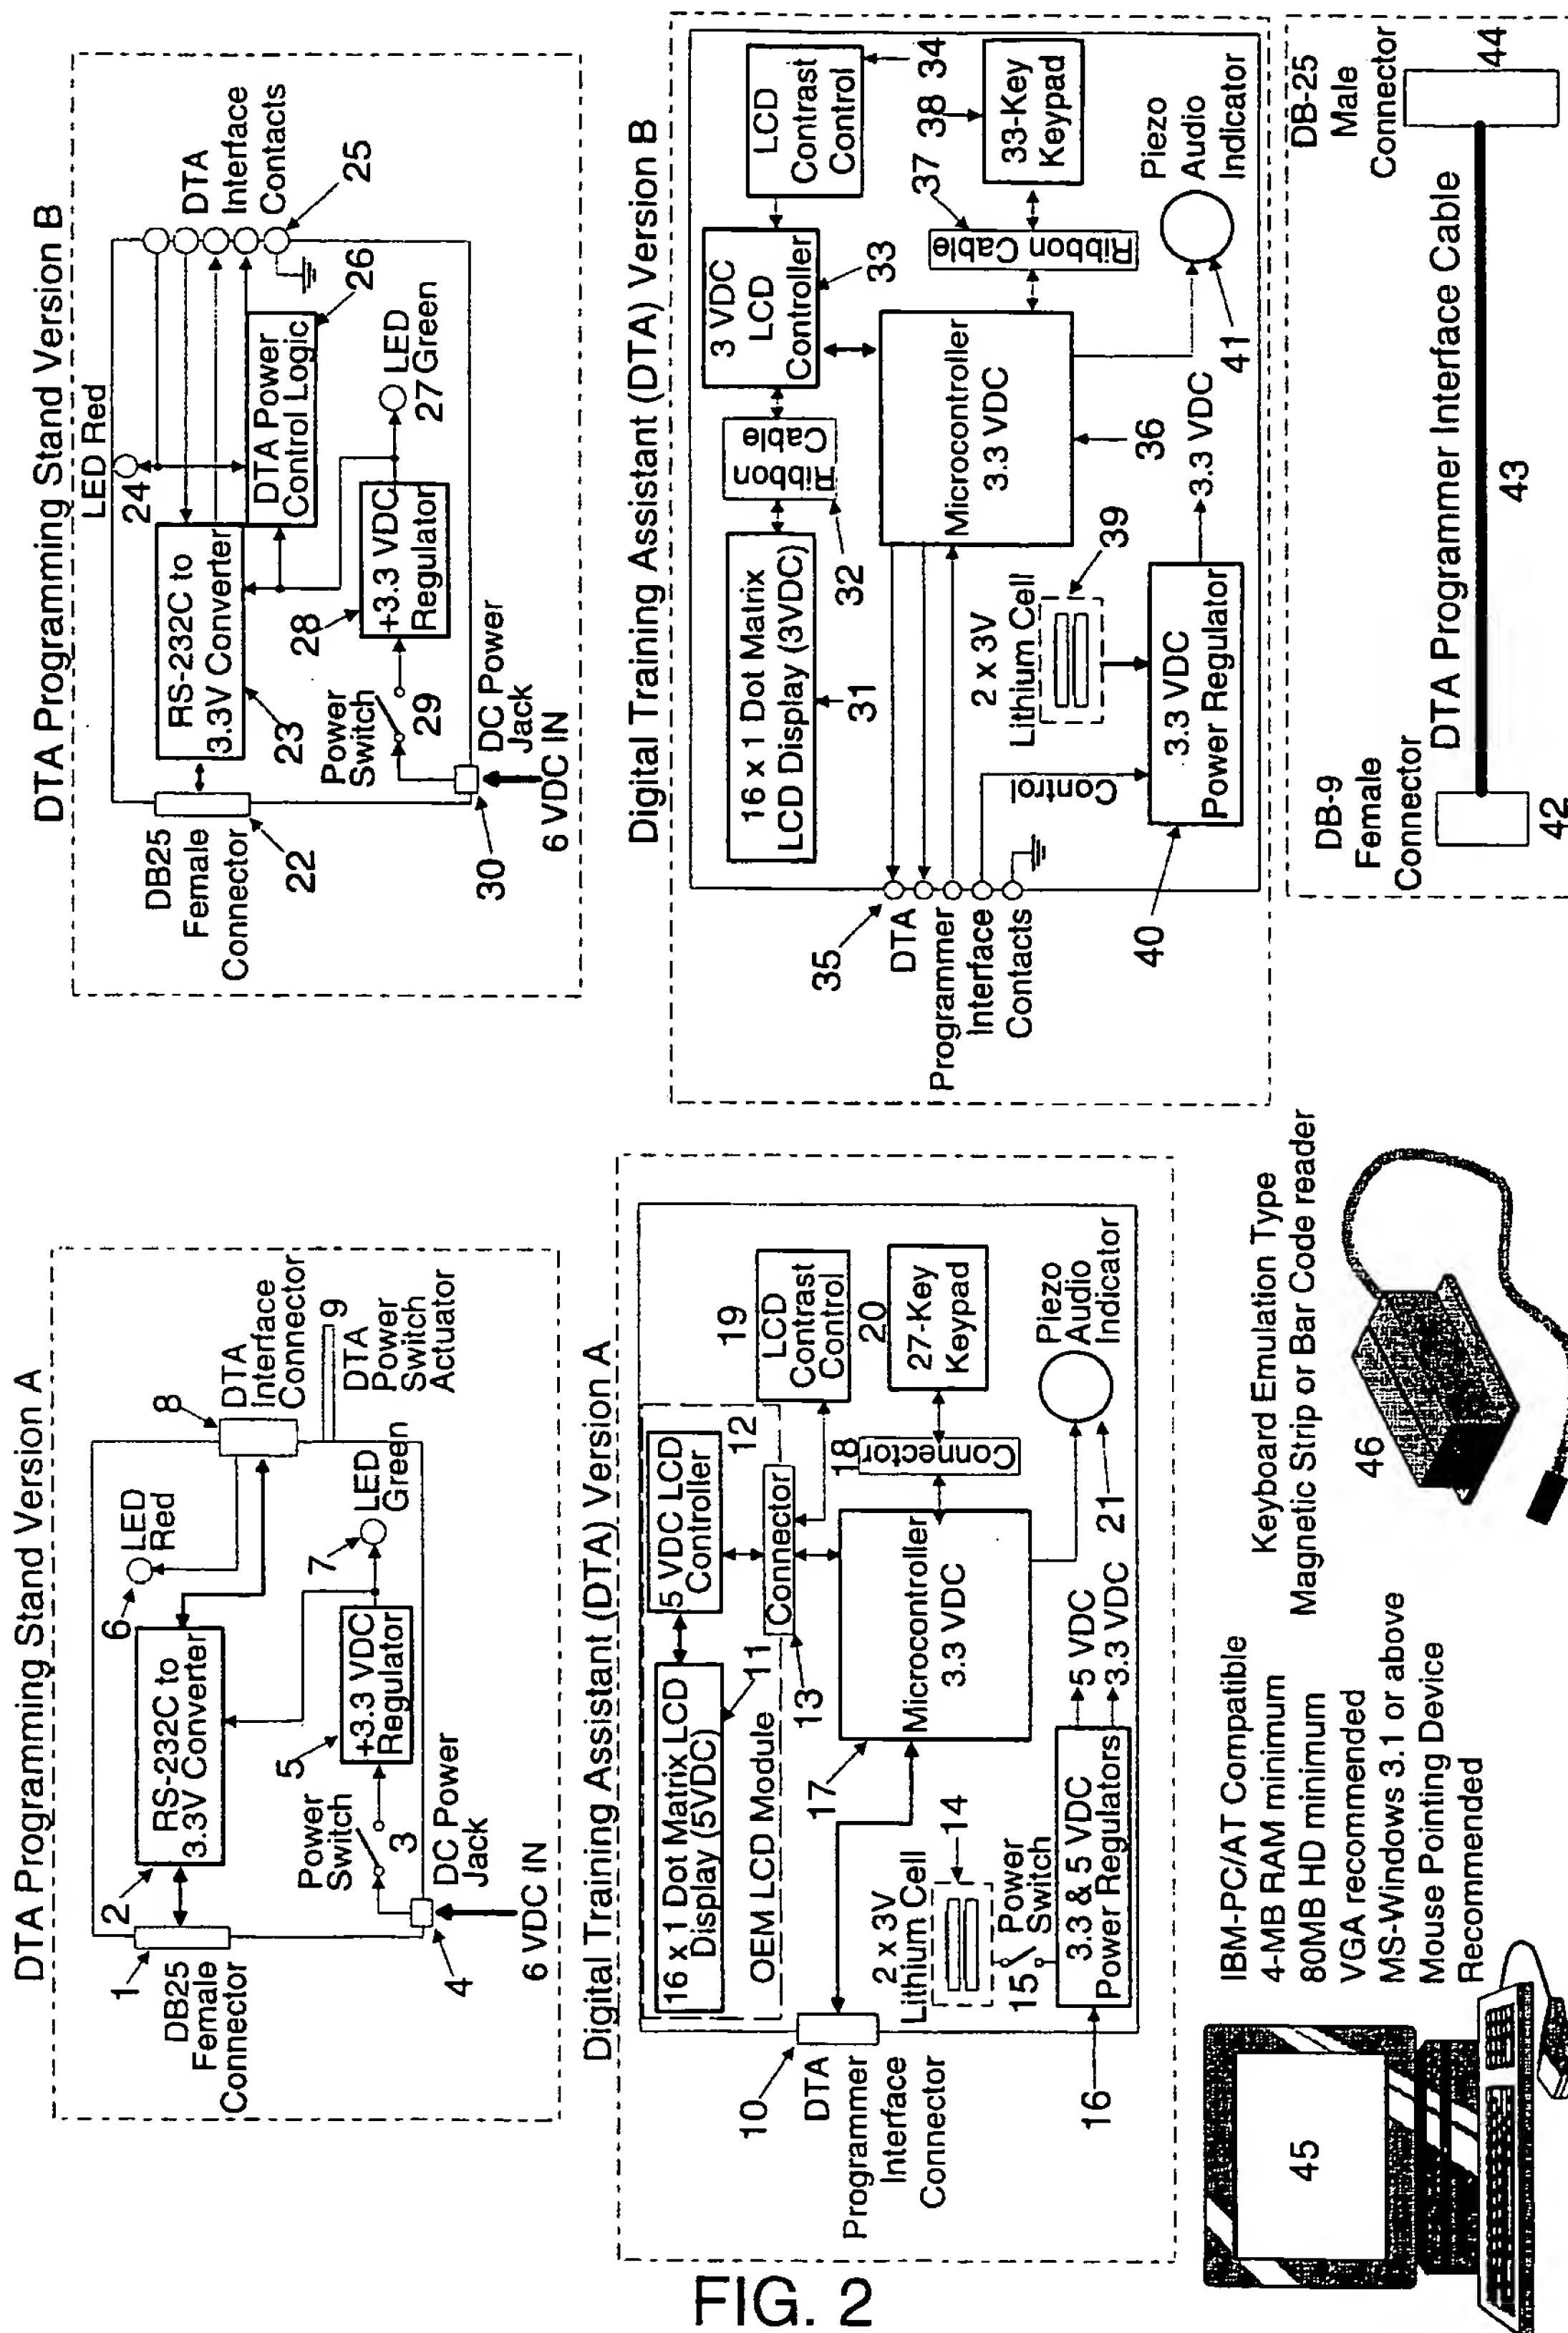 DTA Programming Stand Version A
1
2
DB25
Female
Connector
RS-232C to
3.3V Converter
6
LED
Red
8
DTA
Interface
Connector
9
DTA
Power
Switch
Actuator
7
LED
Green
5
+3.3 VDC
Regulator
Power
Switch
3
DC Power
Jack
4
6 VDC IN
DTA Programming Stand Version B
LED Red
24
DB25
Female
Connector
22
RS-232C to
3.3V Converter
23
DTA Power
Control Logic
26
DTA
Interface
Contacts
25
27
LED
Green
28
+3.3 VDC
Regulator
Power
Switch
29
DC Power
Jack
30
6 VDC IN
Digital Training Assistant (DTA) Version A
16 x 1 Dot Matrix LCD
Display (5VDC)
11
5 VDC LCD
Controller
12
OEM LCD Module
Connector
13
19
LCD
Contrast
Control
20
27-Key
Keypad
18
Connector
Microcontroller
3.3 VDC
17
Piezo
Audio
Indicator
21
10
DTA
Programmer
Interface
Connector
2 x 3V
Lithium Cell
14
15
Power
Switch
3.3 & 5 VDC
Power Regulators
5 VDC
3.3 VDC
16
Digital Training Assistant (DTA) Version B
16 x 1 Dot Matrix
LCD Display (3VDC)
31
Ribbon
Cable
32
3 VDC
LCD
Controller
33
LCD
Contrast
Control
34
38
33-Key
Keypad
37
Ribbon Cable
Microcontroller
3.3 VDC
36
Piezo
Audio
Indicator
41
35
DTA
Programmer
Interface
Contacts
2 x 3V
Lithium Cell
39
Control
3.3 VDC
Power Regulator
3.3 VDC
40
45
IBM-PC/AT Compatible
4-MB RAM minimum
80MB HD minimum
VGA recommended
MS-Windows 3.1 or above
Mouse Pointing Device
Recommended
Keyboard Emulation Type
Magnetic Strip or Bar Code reader
46
DB-9
Female
Connector
42
DTA Programmer Interface Cable
43
DB-25
Male
Connector
44
FIG. 2